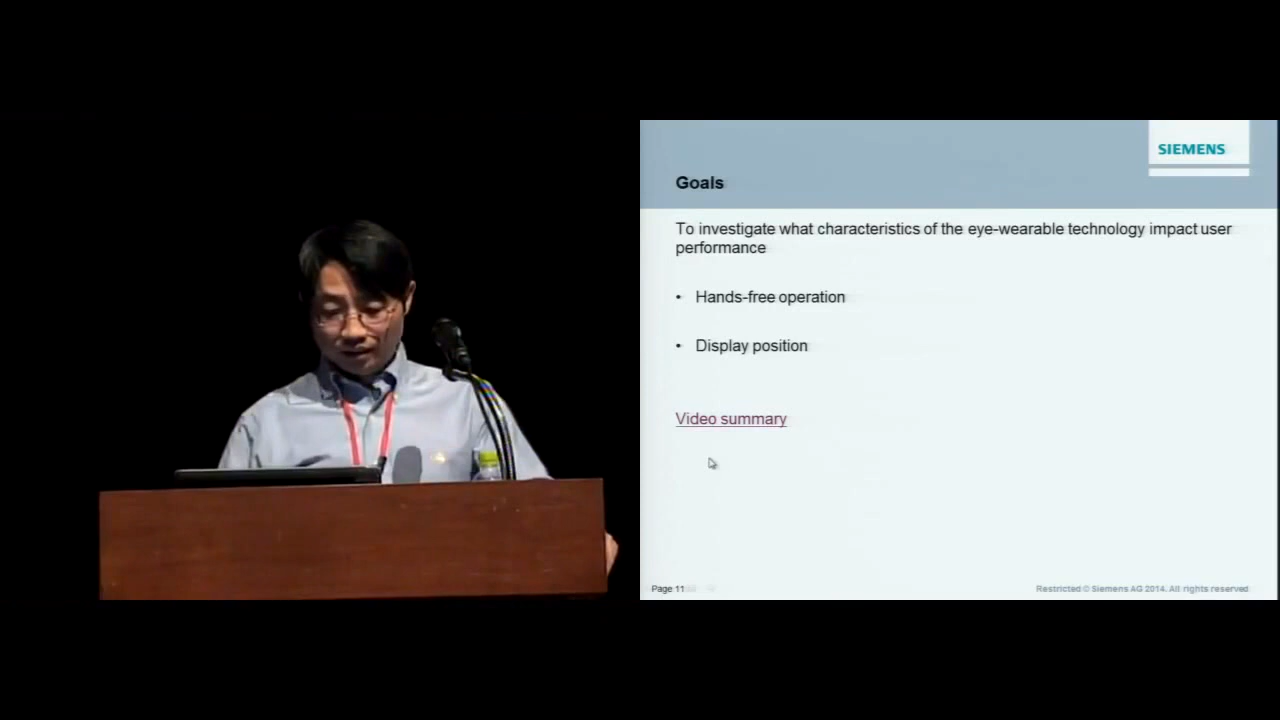 SIEMENS
Goals
To investigate what characteristics of the eye-wearable technology impact user
performance
• Hands-free operation
• Display position
Video summary
Page 11
Restricted © Siemens AG 2014. All rights reserved